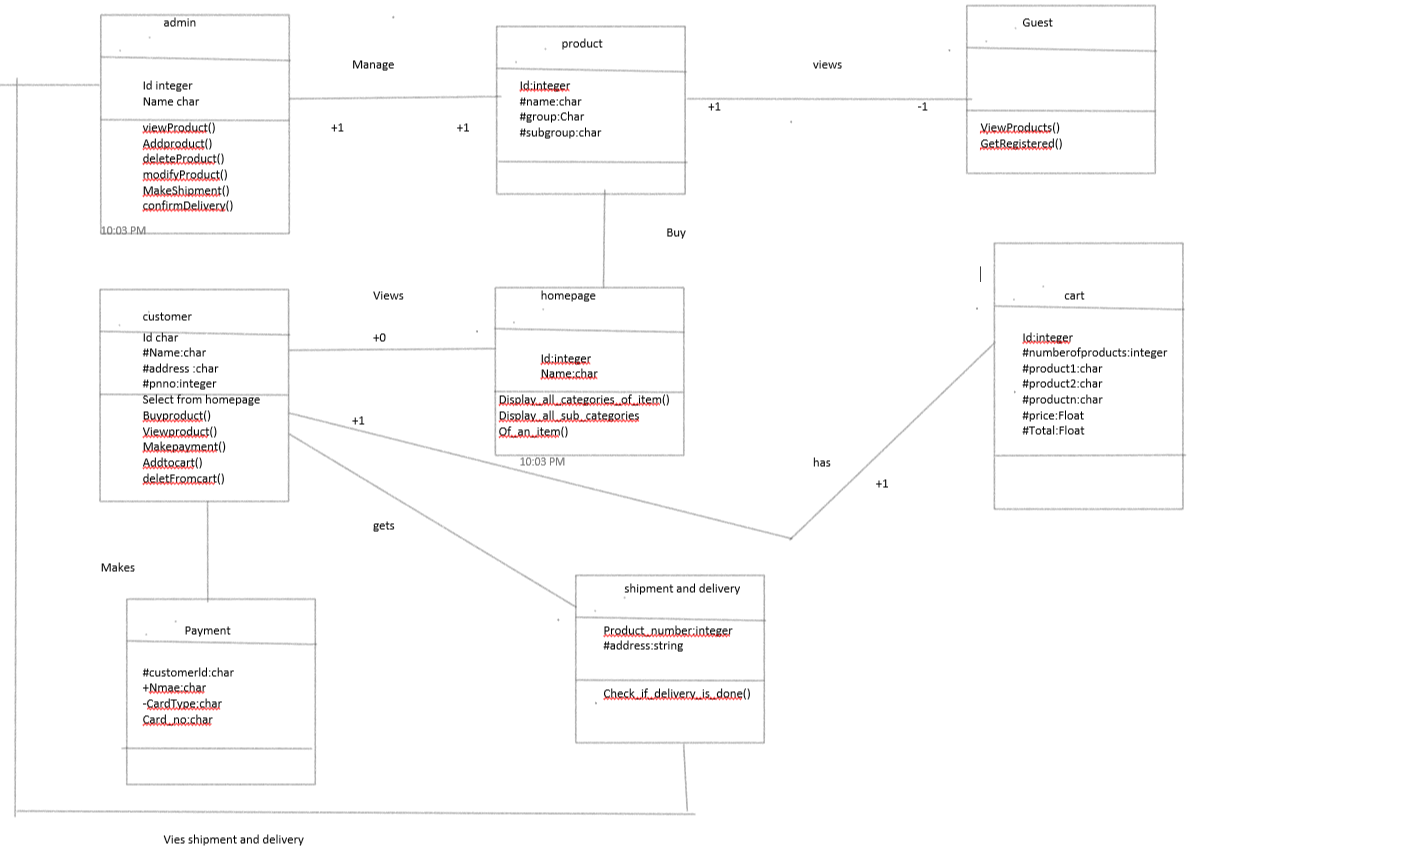 admin
Id integer
Name char
viewProduct()
Addproduct()
deleteProduct()
modifyProduct()
MakeShipment()
confirmDelivery()
10:03 PM
Manage
+1
+1
product
Id:integer
#name:char
#group:Char
#subgroup:char
views
+1
-1
Guest
ViewProducts()
GetRegistered()
Buy
customer
Id char
#Name:char
#address :char
#pnno:integer
Select from homepage
Buyproduct()
Viewproduct()
Makepayment()
Addtocart()
deletFromcart()
Views
+0
homepage
Id:integer
Name:char
Display_all_categories_of_item()
Display_all_sub_categories
Of_an_item()
10:03 PM
cart
Id:integer
#numberofproducts:integer
#product1:char
#product2:char
#productn:char
#price:Float
#Total:Float
+1
has
+1
gets
Makes
Payment
#customerId:char
+Nmae:char
-CardType:char
Card_no:char
shipment and delivery
Product_number:integer
#address:string
Check_if_delivery_is_done()
Vies shipment and delivery